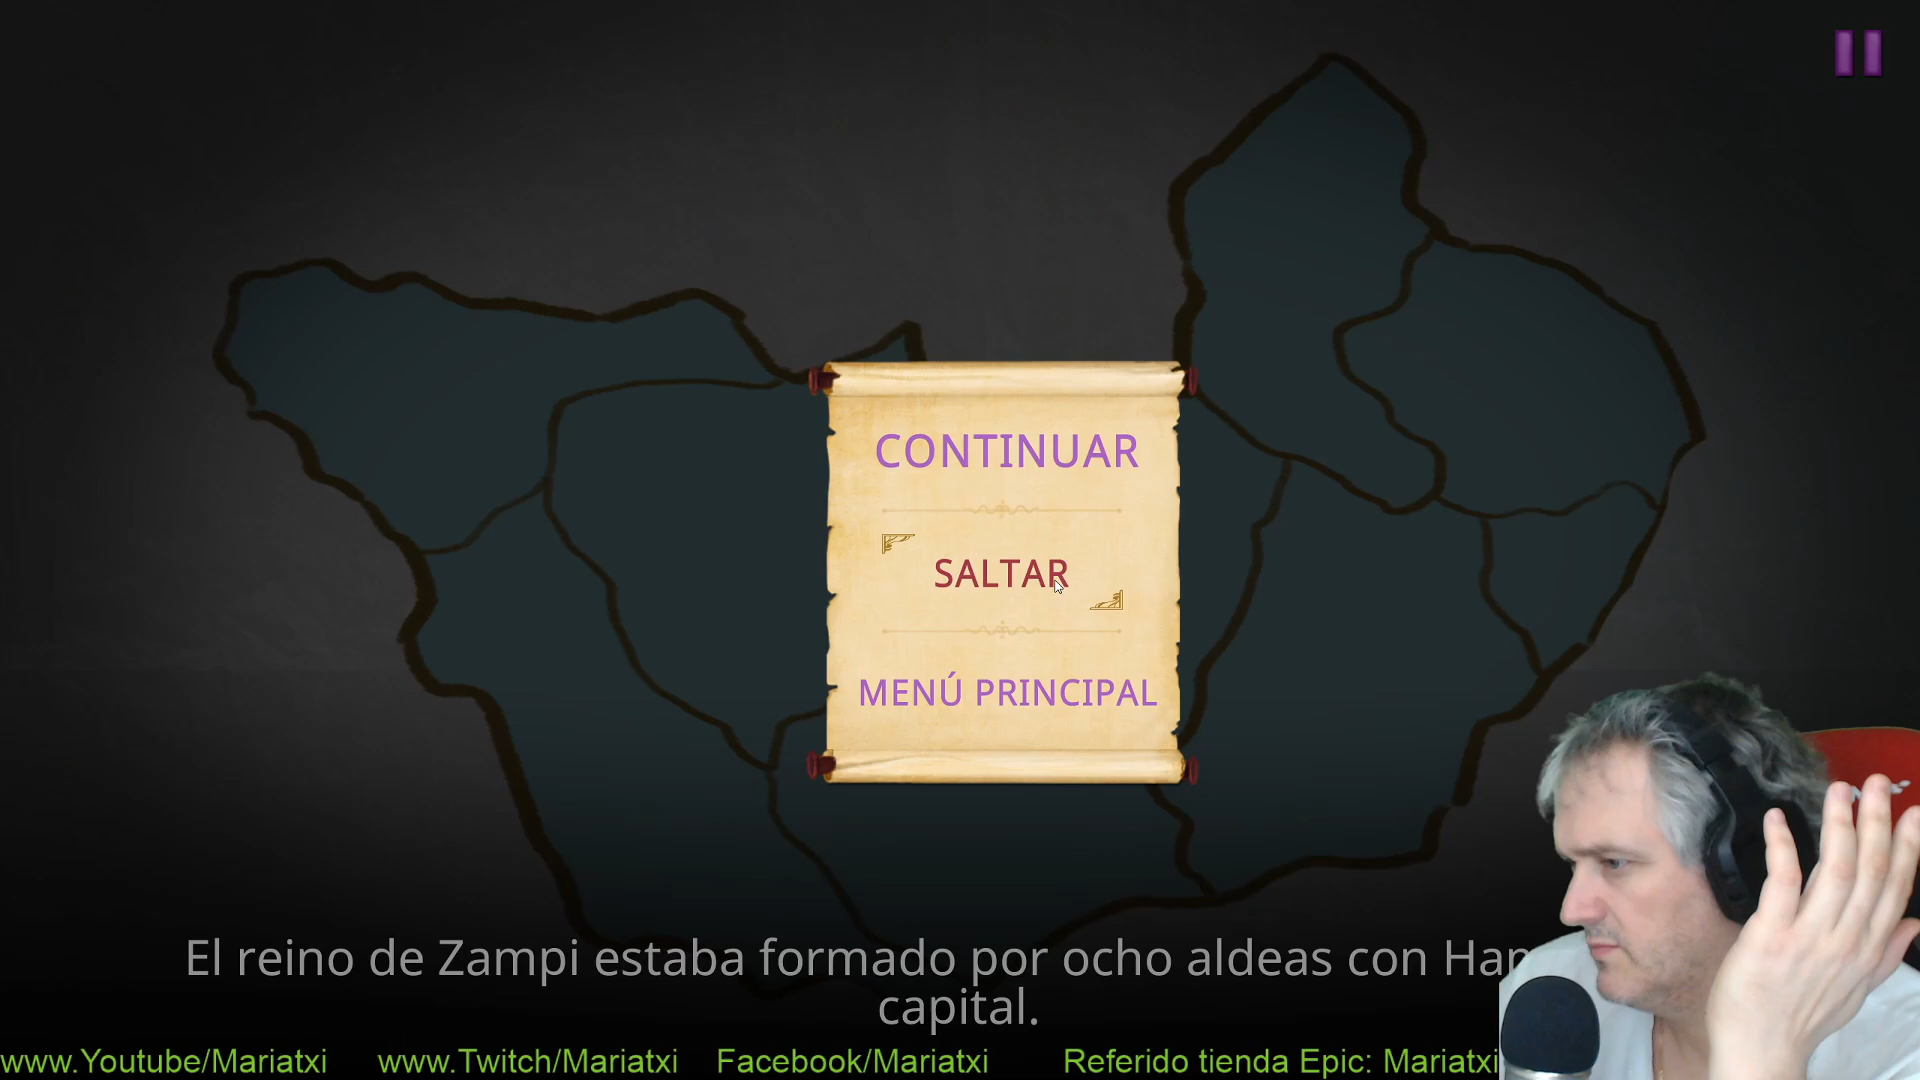 CONTINUAR
SALTAR
MENÚ PRINCIPAL
El reino de Zampi estaba formado por ocho aldeas con
capital.
www.Youtube/Mariatxi www.Twitch/Mariatxi Facebook/Mariatxi Referido tienda Epic: Mariatxi